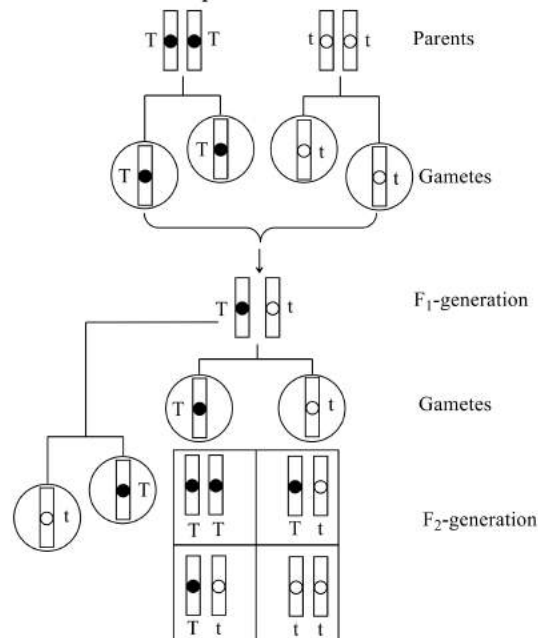 T T t t Parents
T T t t Gametes
T t F₁-generation
T t Gametes
t T
T T T t F₂-generation
T t t t